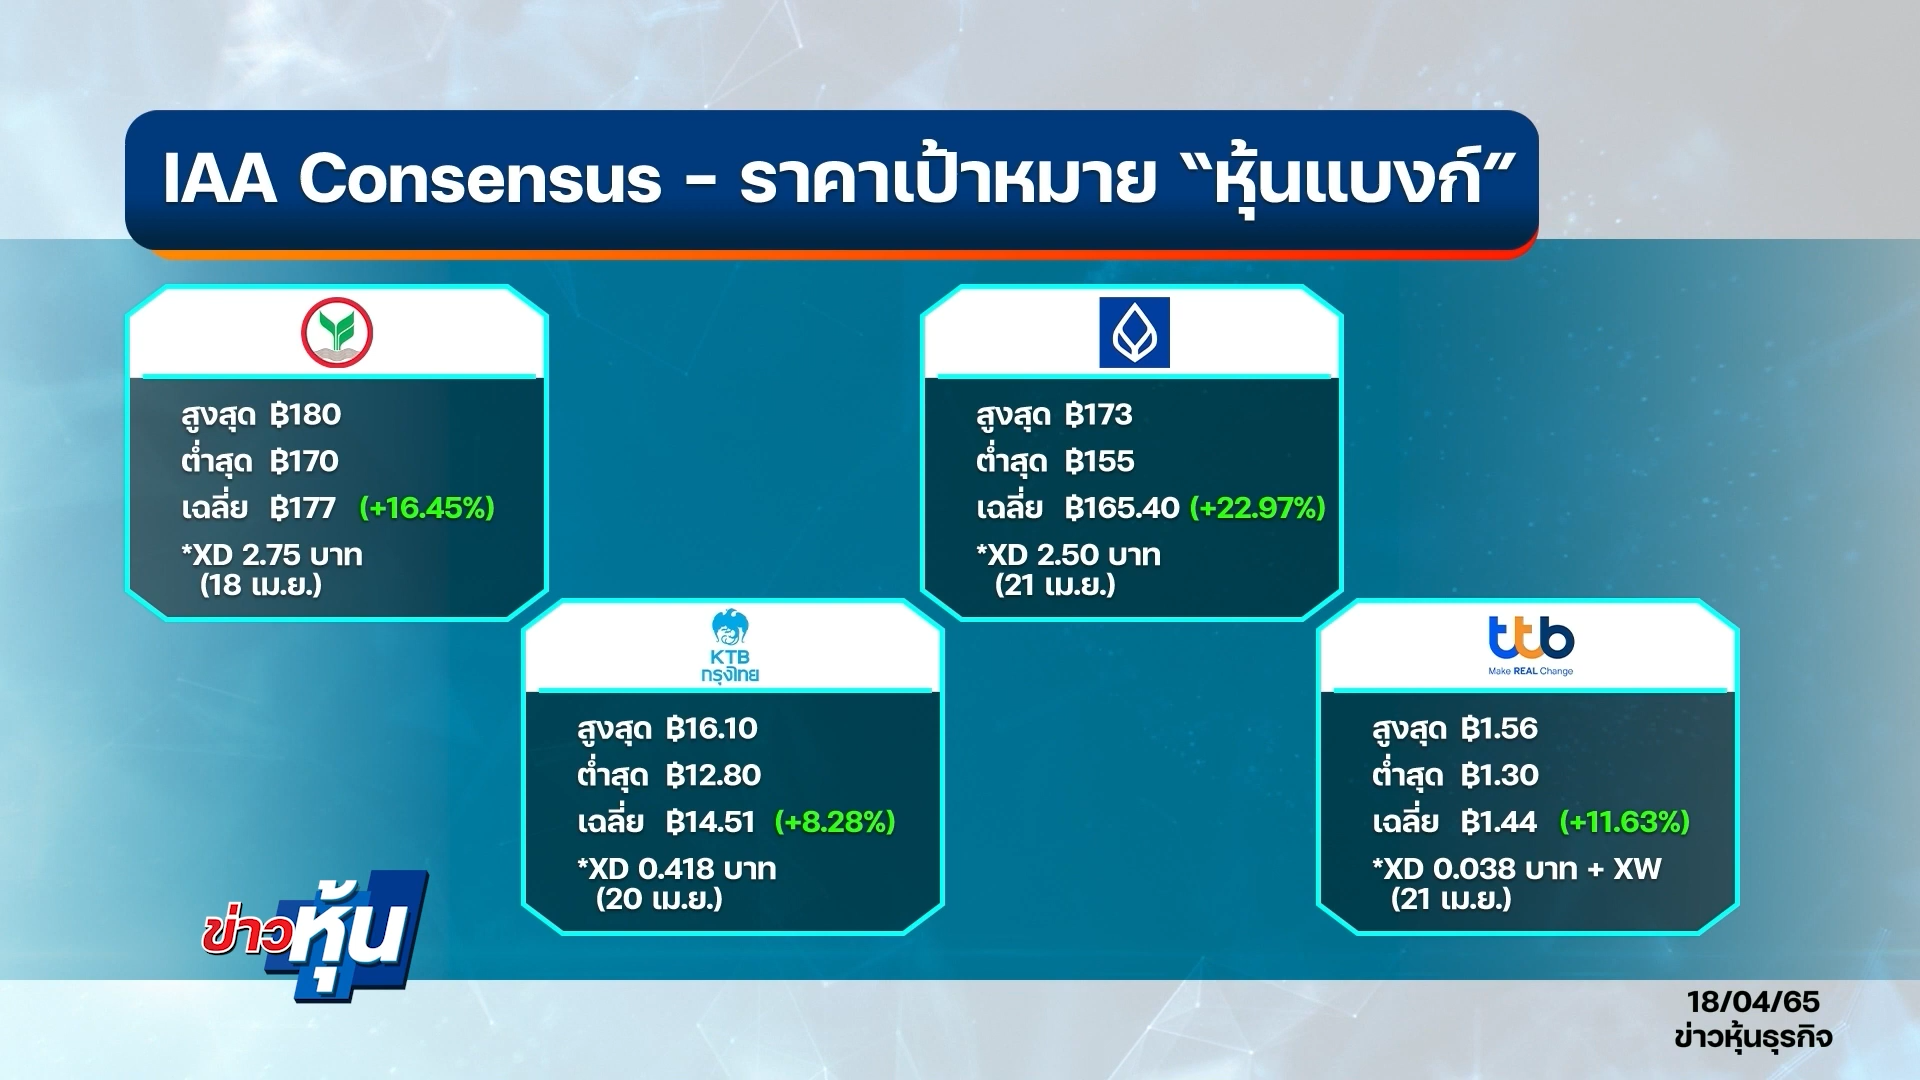 IAA Consensus - ราคาเป้าหมาย “หุ้นแบงก์”
สูงสุด ฿180
ต่ำสุด ฿170
เฉลี่ย ฿177 (+16.45%)
*XD 2.75 บาท
(18 เม.ย.)
สูงสุด ฿173
ต่ำสุด ฿155
เฉลี่ย ฿165.40 (+22.97%)
*XD 2.50 บาท
(21 เม.ย.)
KTB
กรุงไทย
สูงสุด ฿16.10
ต่ำสุด ฿12.80
เฉลี่ย ฿14.51 (+8.28%)
*XD 0.418 บาท
(20 เม.ย.)
ttb
Make REAL Change
สูงสุด ฿1.56
ต่ำสุด ฿1.30
เฉลี่ย ฿1.44 (+11.63%)
*XD 0.038 บาท + XW
(21 เม.ย.)
ข่าวหุ้น
18/04/65
ข่าวหุ้นธุรกิจ